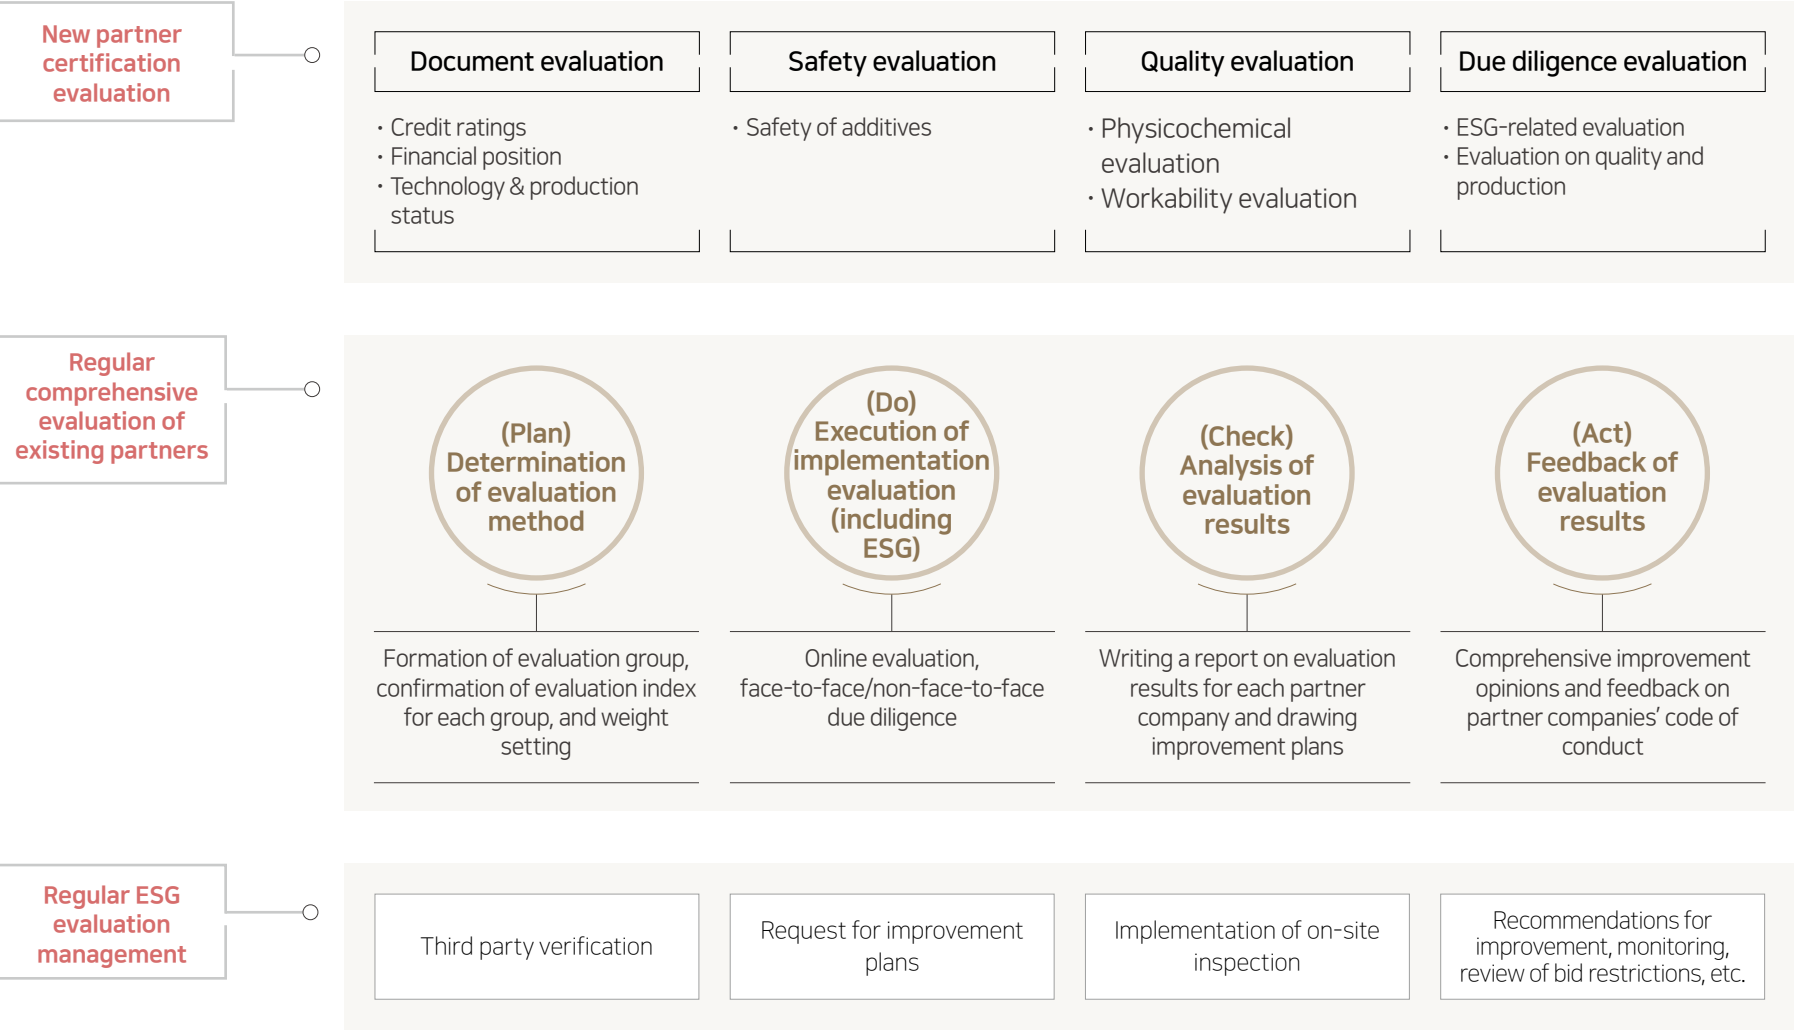 New partner
certification
evaluation
Document evaluation
· Credit ratings
· Financial position
· Technology & production
status
Safety evaluation
· Safety of additives
Quality evaluation
· Physicochemical
evaluation
· Workability evaluation
Due diligence evaluation
· ESG-related evaluation
· Evaluation on quality and
production
Regular
comprehensive
evaluation of
existing partners
(Plan)
Determination
of evaluation
method
Formation of evaluation group,
confirmation of evaluation index
for each group, and weight
setting
(Do)
Execution of
implementation
evaluation
(including
ESG)
Online evaluation,
face-to-face/non-face-to-face
due diligence
(Check)
Analysis of
evaluation
results
Writing a report on evaluation
results for each partner
company and drawing
improvement plans
(Act)
Feedback of
evaluation
results
Comprehensive improvement
opinions and feedback on
partner companies’ code of
conduct
Regular ESG
evaluation
management
Third party verification
Request for improvement
plans
Implementation of on-site
inspection
Recommendations for
improvement, monitoring,
review of bid restrictions, etc.